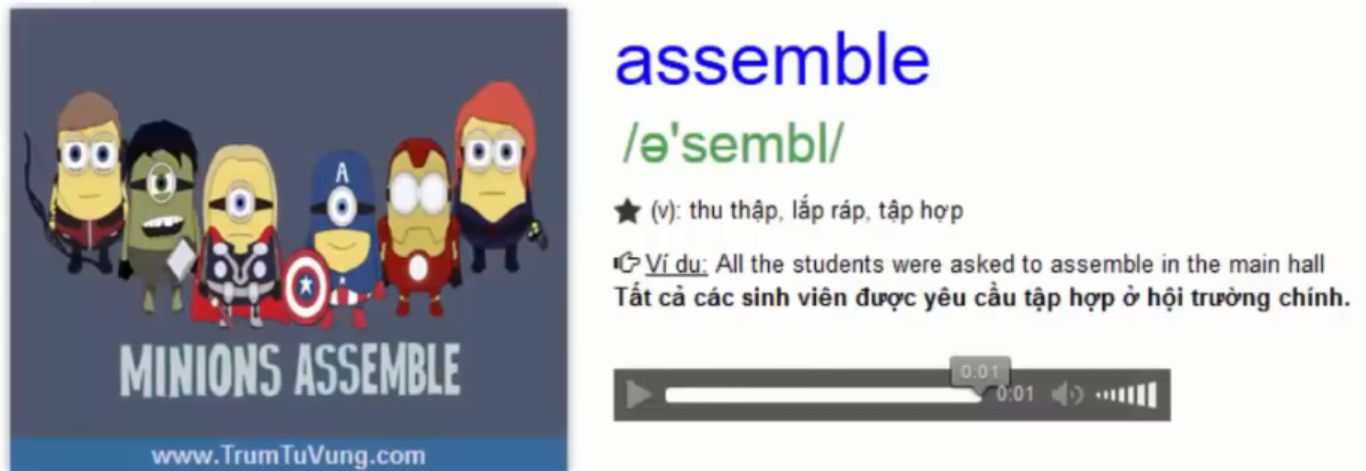 assemble
/ə'sembl/
★ (v): thu thập, lắp ráp, tập hợp
Ví dụ: All the students were asked to assemble in the main hall
Tất cả các sinh viên được yêu cầu tập hợp ở hội trường chính.
0:01
0:01
A
MINIONS ASSEMBLE
www.TrumTuVung.com